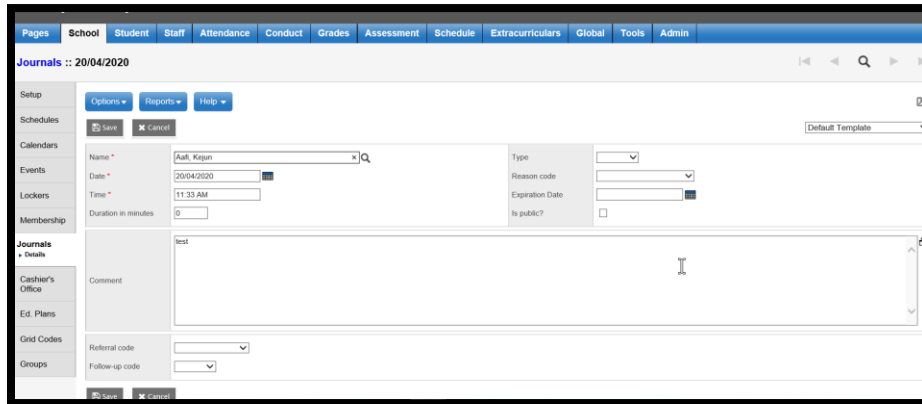 Pages School Student Staff Attendance Conduct Grades Assessment Schedule Extracurriculars Global Tools Admin
Journals :: 20/04/2020
Setup
Schedules
Calendars
Events
Lockers
Membership
Journals
Details
Cashier's
Office
Ed. Plans
Grid Codes
Groups
Options Reports Help
Save Cancel
Default Template
Name * Aafi, Kejun
Date * 20/04/2020
Time * 11:33 AM
Duration in minutes 0
Type
Reason code
Expiration Date
Is public?
Comment test
Referral code
Follow-up code
Save Cancel